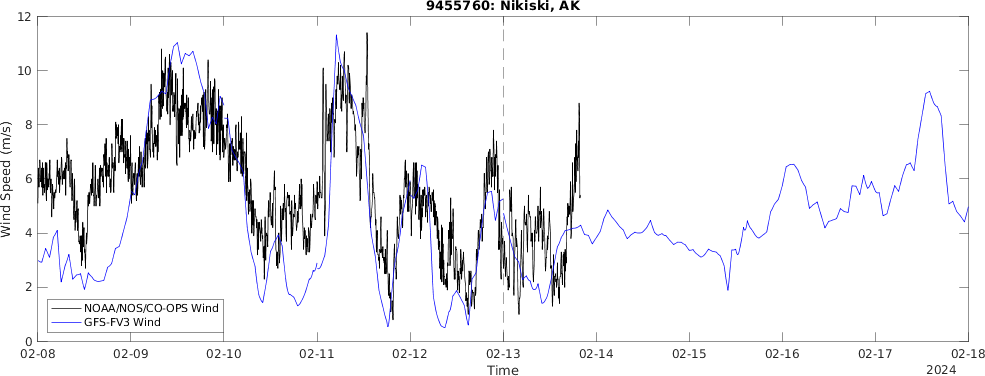 9455760: Nikiski, AK
12
10
8
6
4
2
0
Wind Speed (m/s)
NOAA/NOS/CO-OPS Wind
GFS-FV3 Wind
02-08 02-09 02-10 02-11 02-12 02-13 02-14 02-15 02-16 02-17 02-18
Time
2024